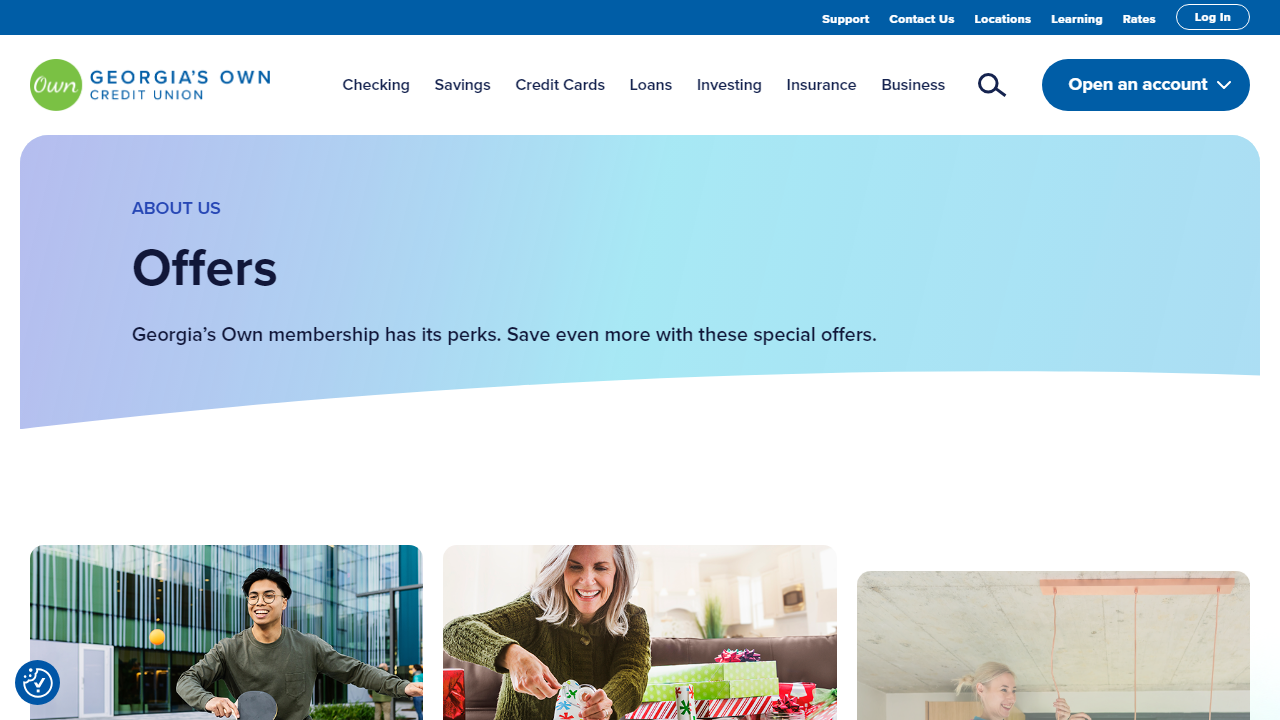 Support Contact Us Locations Learning Rates Log In
Own GEORGIA'S OWN
CREDIT UNION
Checking Savings Credit Cards Loans Investing Insurance Business Open an account
ABOUT US
Offers
Georgia’s Own membership has its perks. Save even more with these special offers.